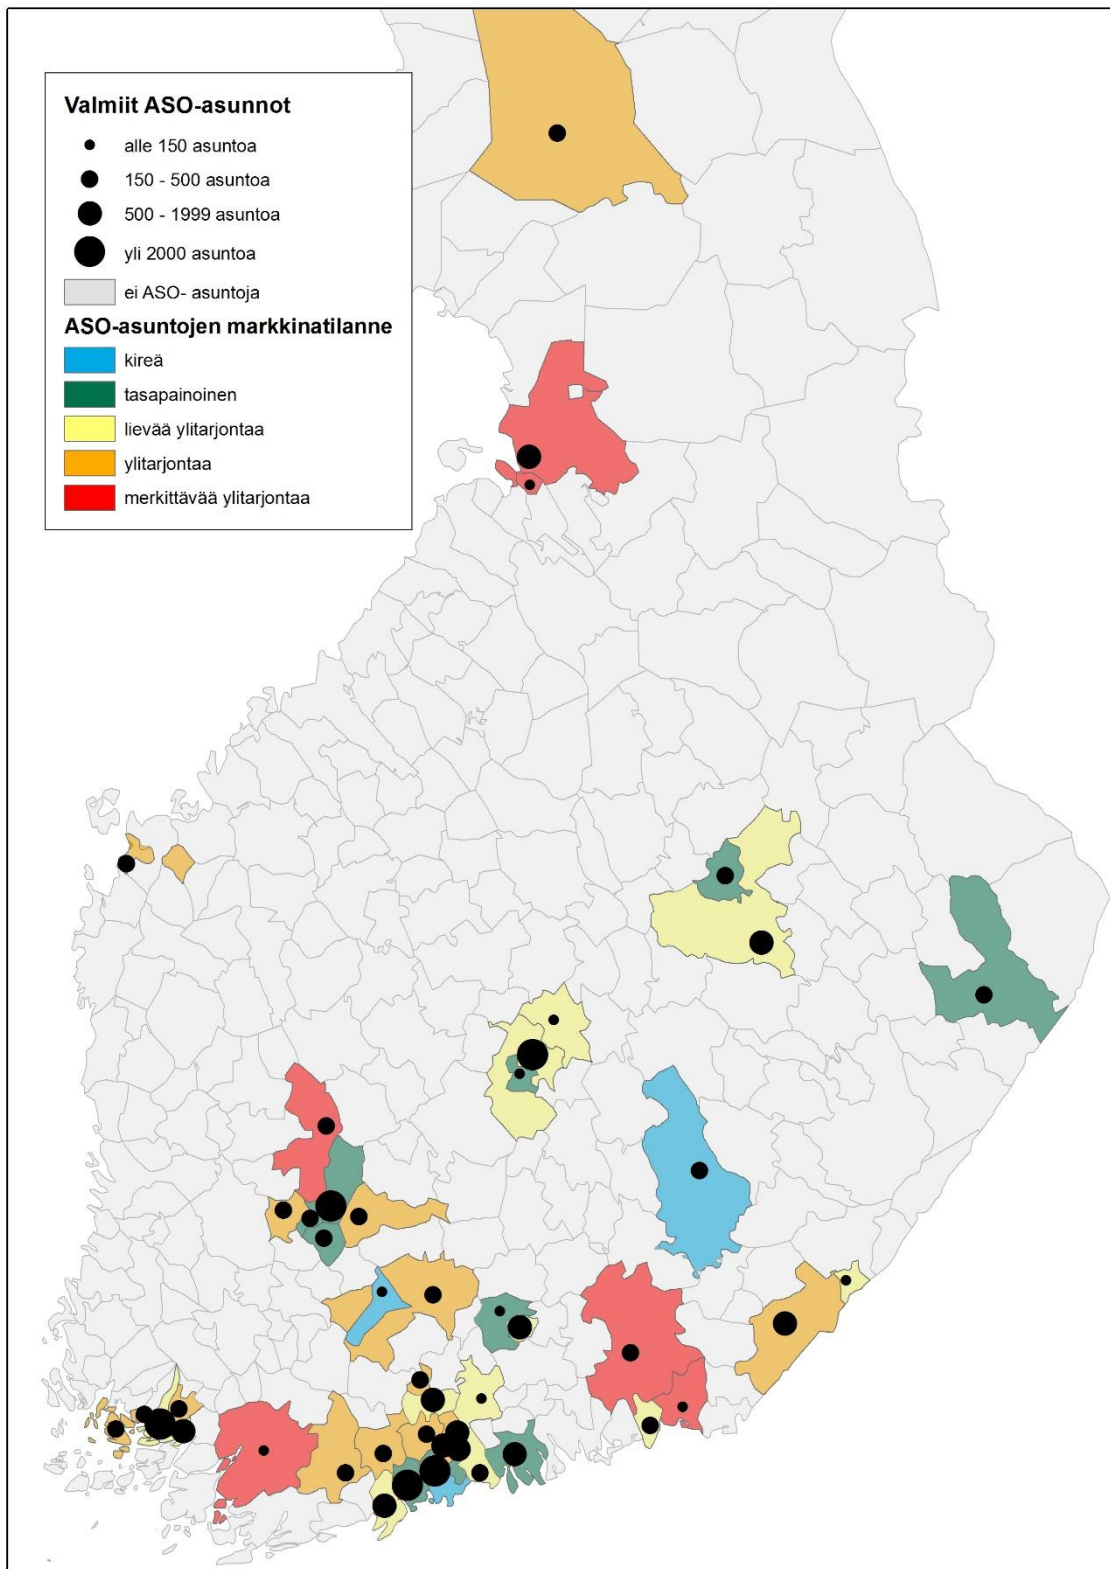 Valmiit ASO-asunnot
alle 150 asuntoa
150 - 500 asuntoa
500 - 1999 asuntoa
yli 2000 asuntoa
ei ASO- asuntoja
ASO-asuntojen markkinatilanne
kireä
tasapainoinen
lievää ylitarjontaa
ylitarjontaa
merkittävää ylitarjontaa